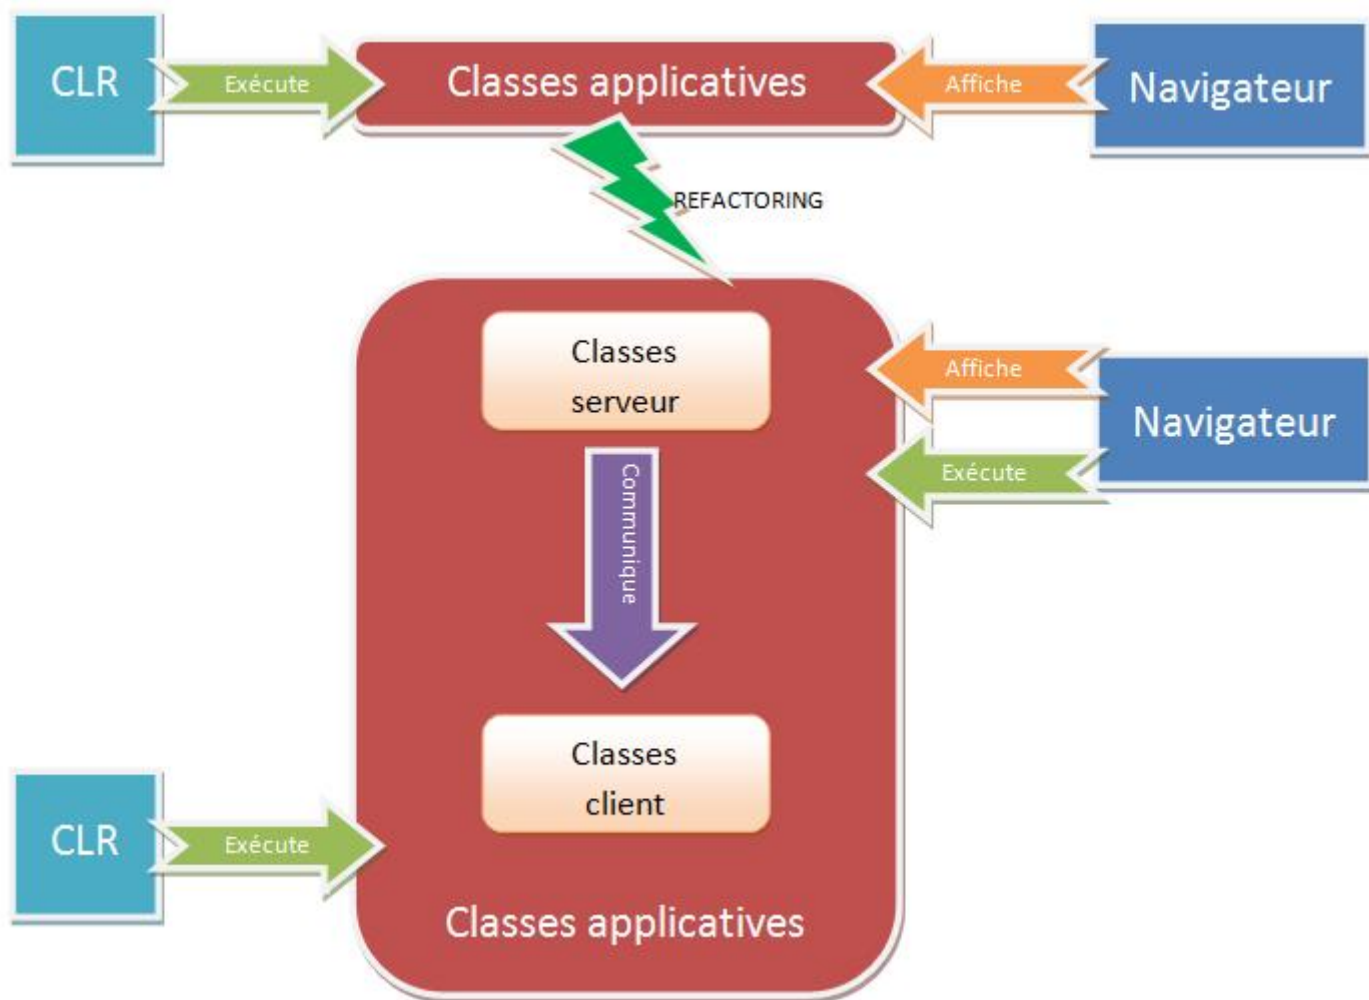 CLR
Exécute
Classes applicatives
Affiche
Navigateur
REFACTORING
Classes
serveur
Affiche
Navigateur
Exécute
Communique
Classes
client
CLR
Exécute
Classes applicatives